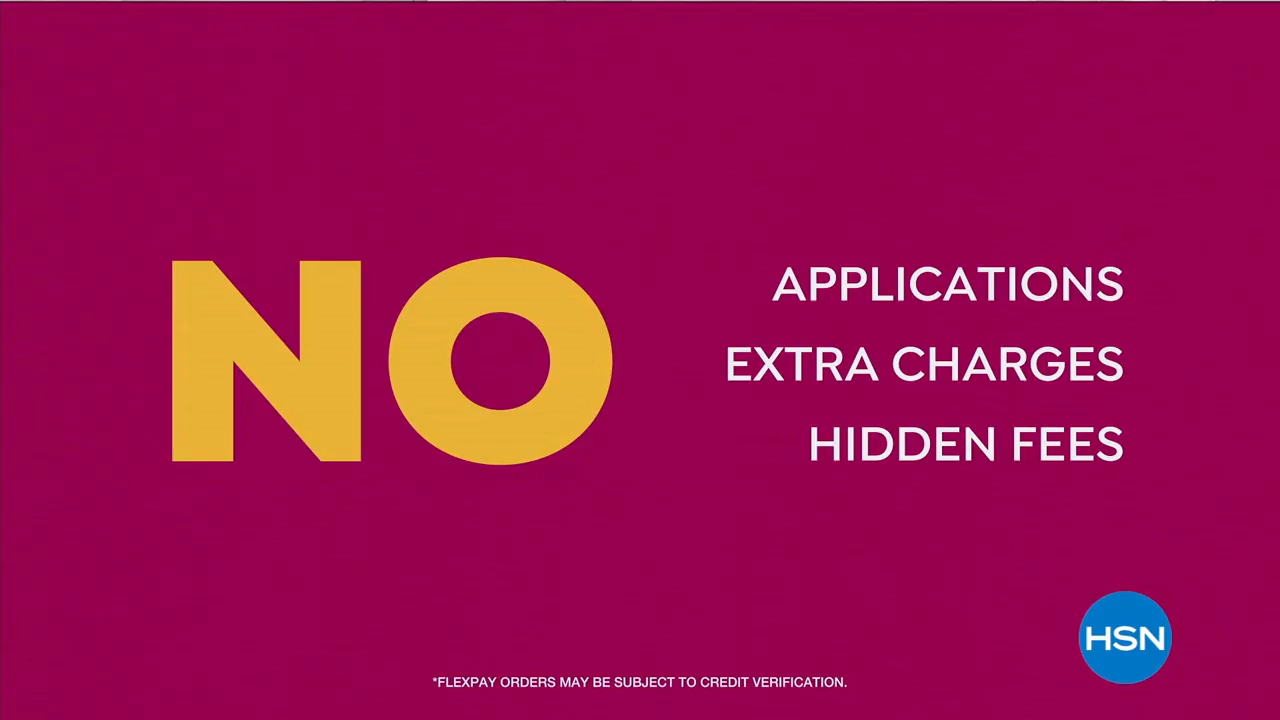 NO
APPLICATIONS
EXTRA CHARGES
HIDDEN FEES
HSN
*FLEXPAY ORDERS MAY BE SUBJECT TO CREDIT VERIFICATION.